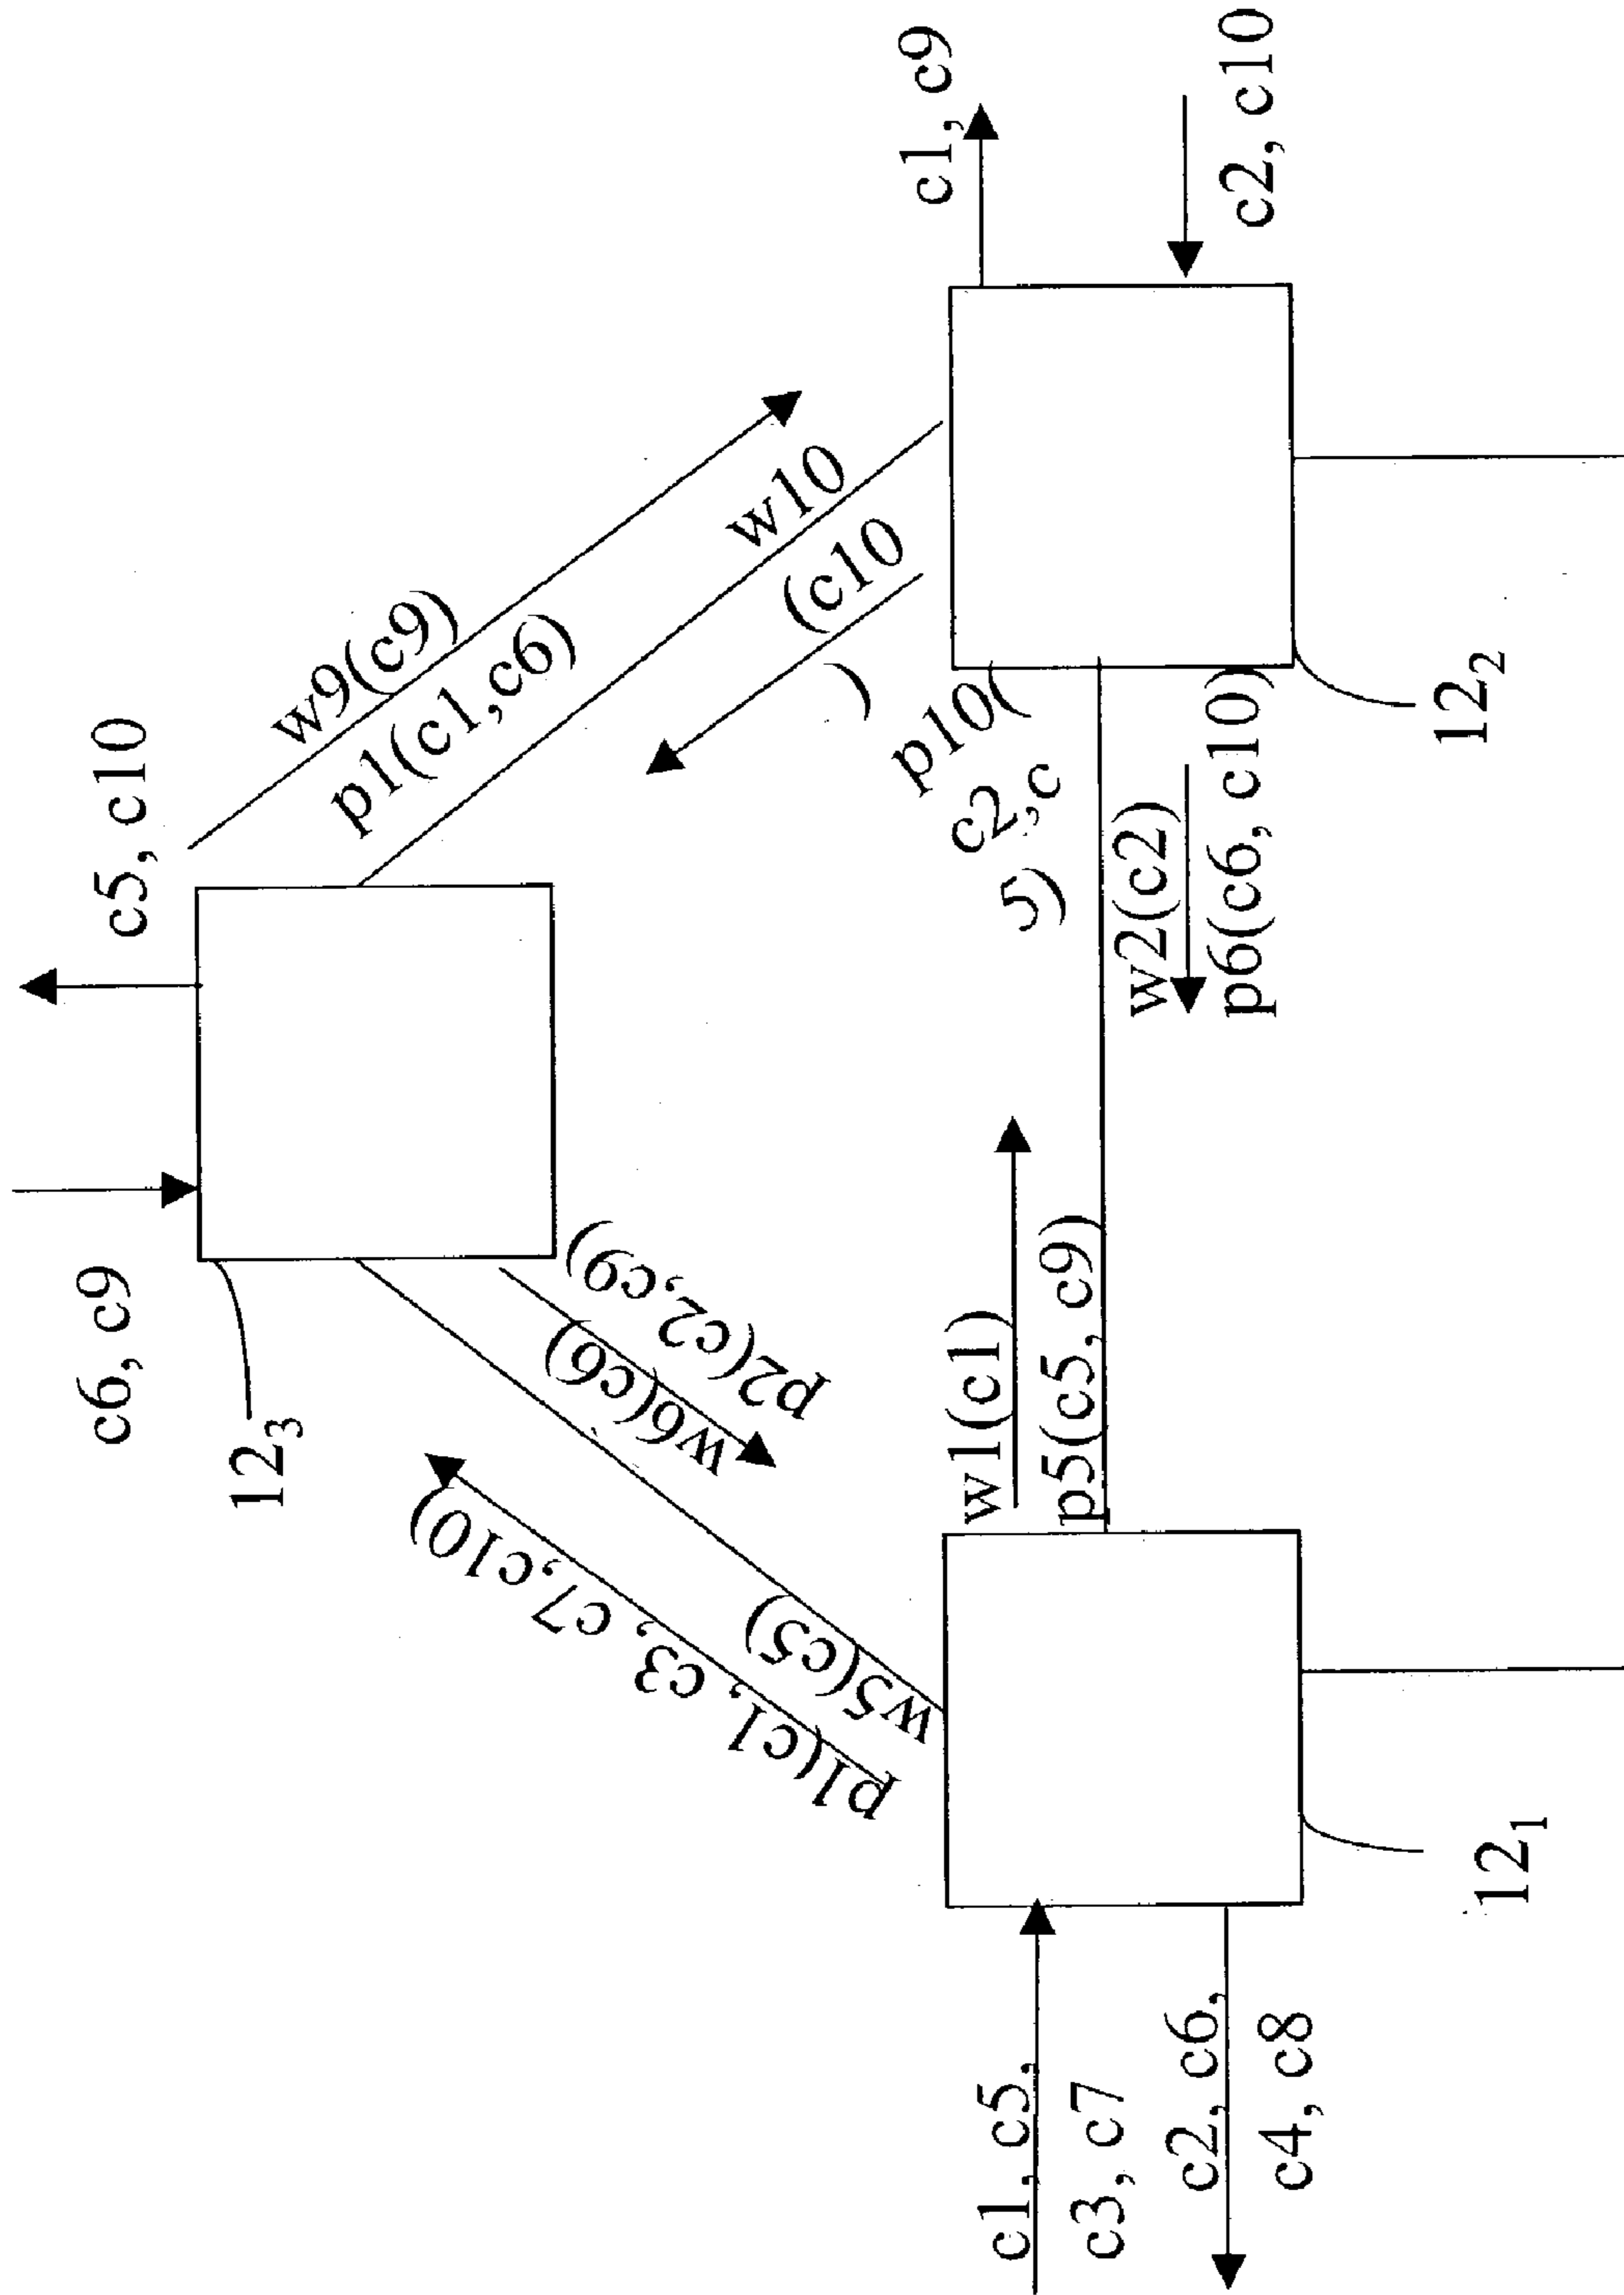 c6, c9
c5, c10
12₃
w9(c9)
p1(c1,c6)
w10
(c10
)
p10(
c2,c
5)
p1(c1, c3, c7,c10)
w5(c5)
w6(c6)
p2(c2,c9)
c1, c5,
c3, c7
c2, c6,
c4, c8
12₁
w1(c1)
p5(c5, c9)
w2(c2)
p6(c6, c10)
12₂
c1, c9
c2, c10